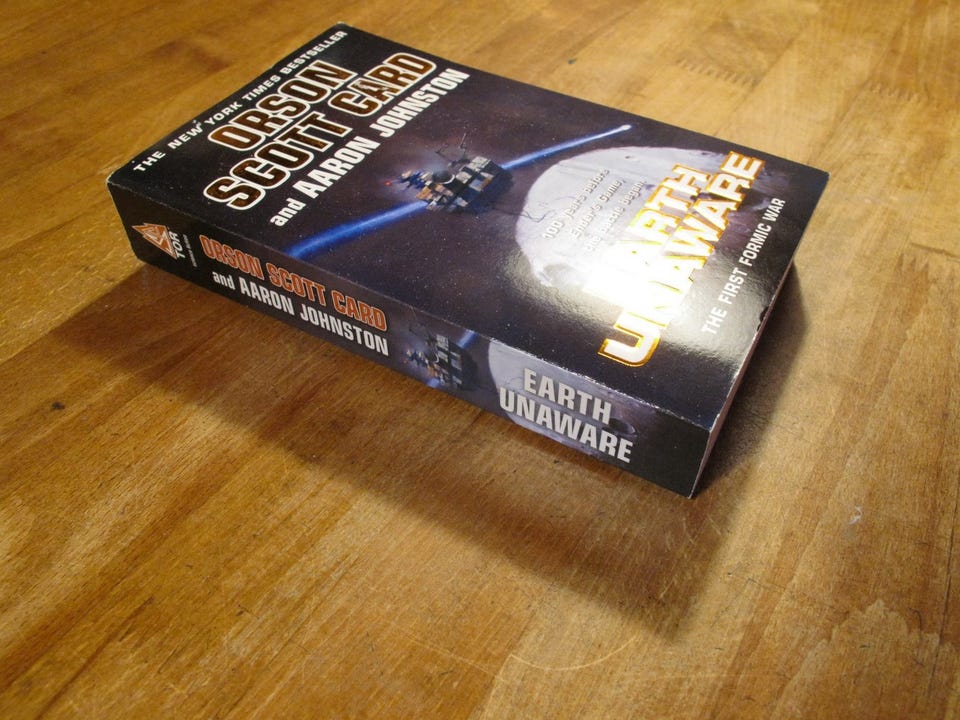 THE NEW YORK TIMES BESTSELLER
ORSON
SCOTT CARD
and AARON JOHNSTON
100 years before
Ender's Game,
the battle began
EARTH
UNAWARE
THE FIRST FORMIC WAR
TOR
ORSON SCOTT CARD
and AARON JOHNSTON
EARTH
UNAWARE